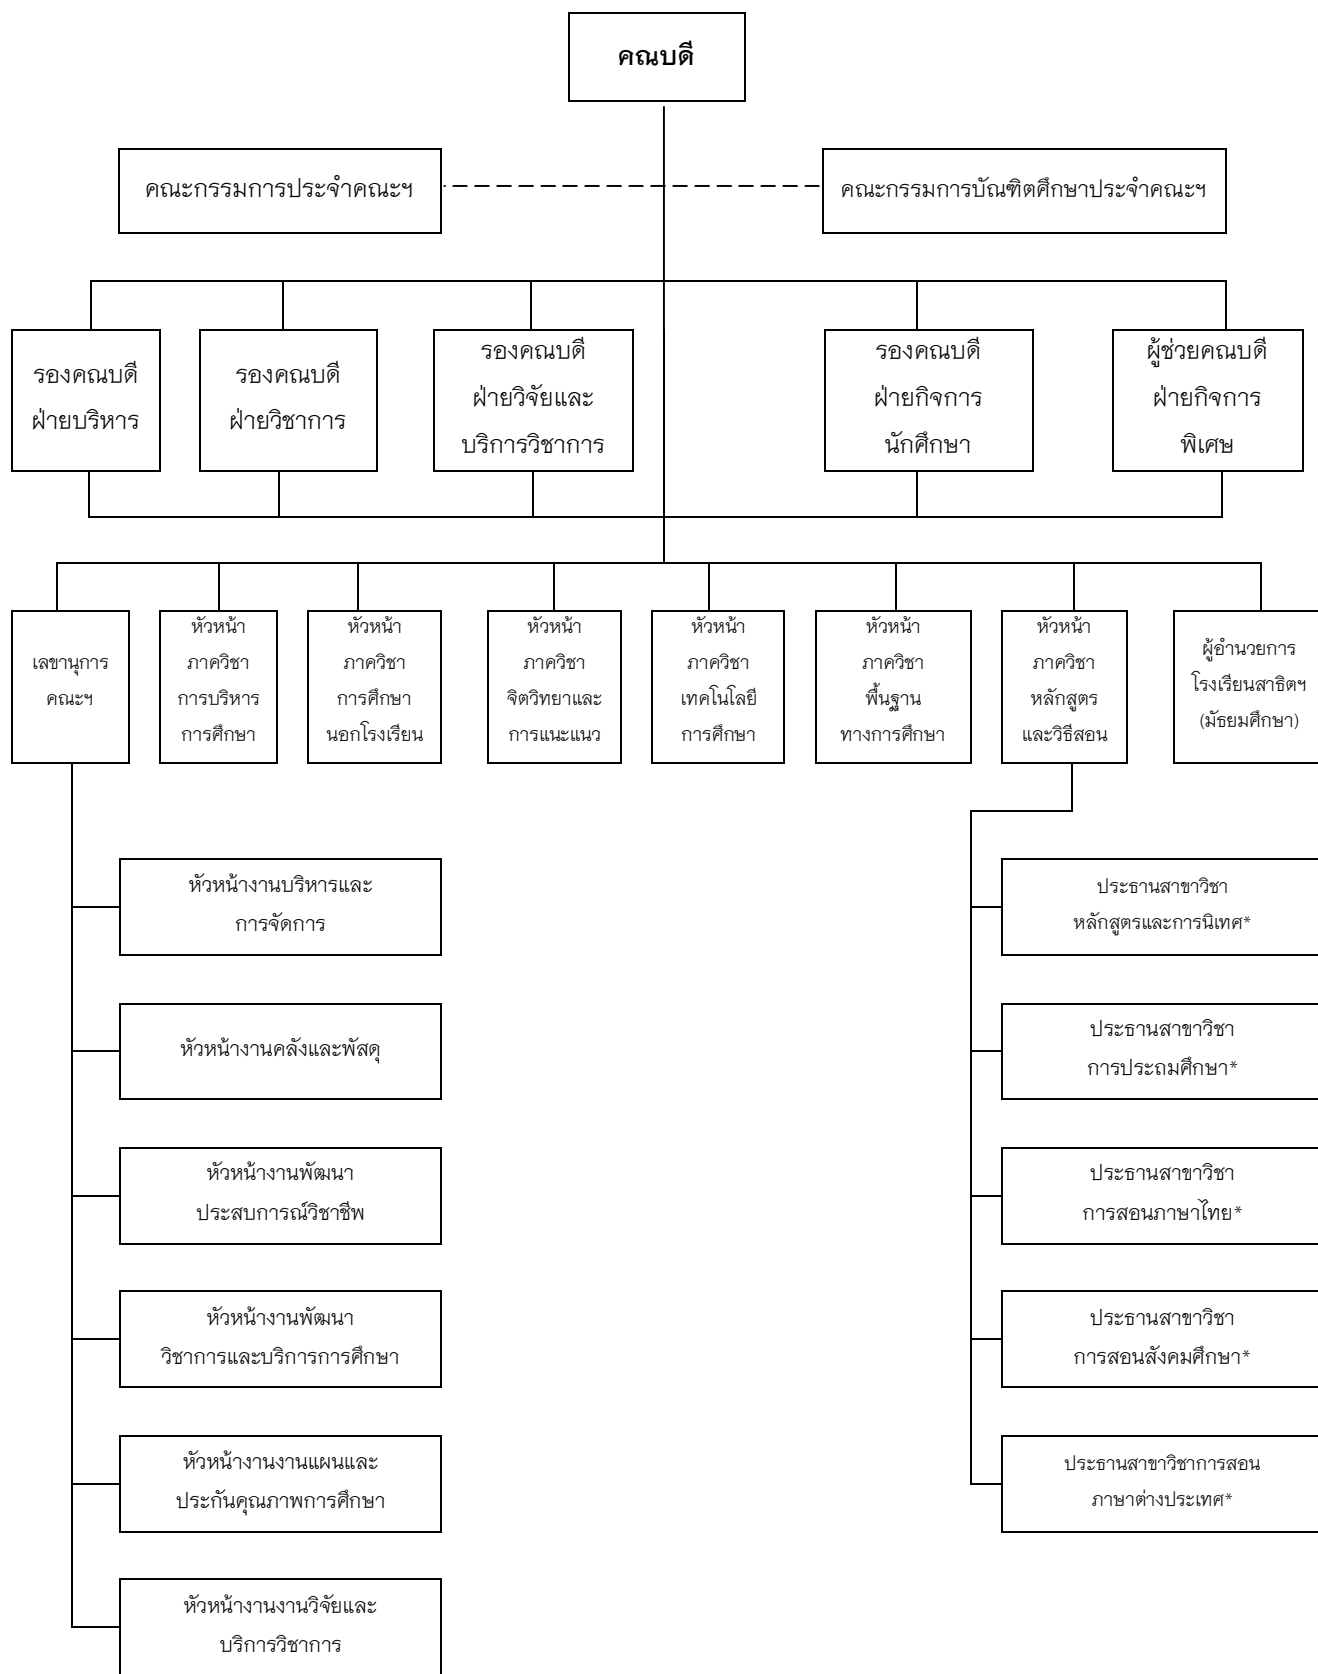 คณบดี
คณะกรรมการประจำคณะฯ
คณะกรรมการบัณฑิตศึกษาประจำคณะฯ
รองคณบดี
ฝ่ายบริหาร
รองคณบดี
ฝ่ายวิชาการ
รองคณบดี
ฝ่ายวิจัยและ
บริการวิชาการ
รองคณบดี
ฝ่ายกิจการ
นักศึกษา
ผู้ช่วยคณบดี
ฝ่ายกิจการ
พิเศษ
เลขานุการ
คณะฯ
หัวหน้า
ภาควิชา
การบริหาร
การศึกษา
หัวหน้า
ภาควิชา
การศึกษา
นอกโรงเรียน
หัวหน้า
ภาควิชา
จิตวิทยาและ
การแนะแนว
หัวหน้า
ภาควิชา
เทคโนโลยี
การศึกษา
หัวหน้า
ภาควิชา
พื้นฐาน
ทางการศึกษา
หัวหน้า
ภาควิชา
หลักสูตร
และวิธีสอน
ผู้อำนวยการ
โรงเรียนสาธิตฯ
(มัธยมศึกษา)
หัวหน้างานบริหารและ
การจัดการ
หัวหน้างานคลังและพัสดุ
หัวหน้างานพัฒนา
ประสบการณ์วิชาชีพ
หัวหน้างานพัฒนา
วิชาการและบริการการศึกษา
หัวหน้างานงานแผนและ
ประกันคุณภาพการศึกษา
หัวหน้างานงานวิจัยและ
บริการวิชาการ
ประธานสาขาวิชา
หลักสูตรและการนิเทศ*
ประธานสาขาวิชา
การประถมศึกษา*
ประธานสาขาวิชา
การสอนภาษาไทย*
ประธานสาขาวิชา
การสอนสังคมศึกษา*
ประธานสาขาวิชาการสอน
ภาษาต่างประเทศ*